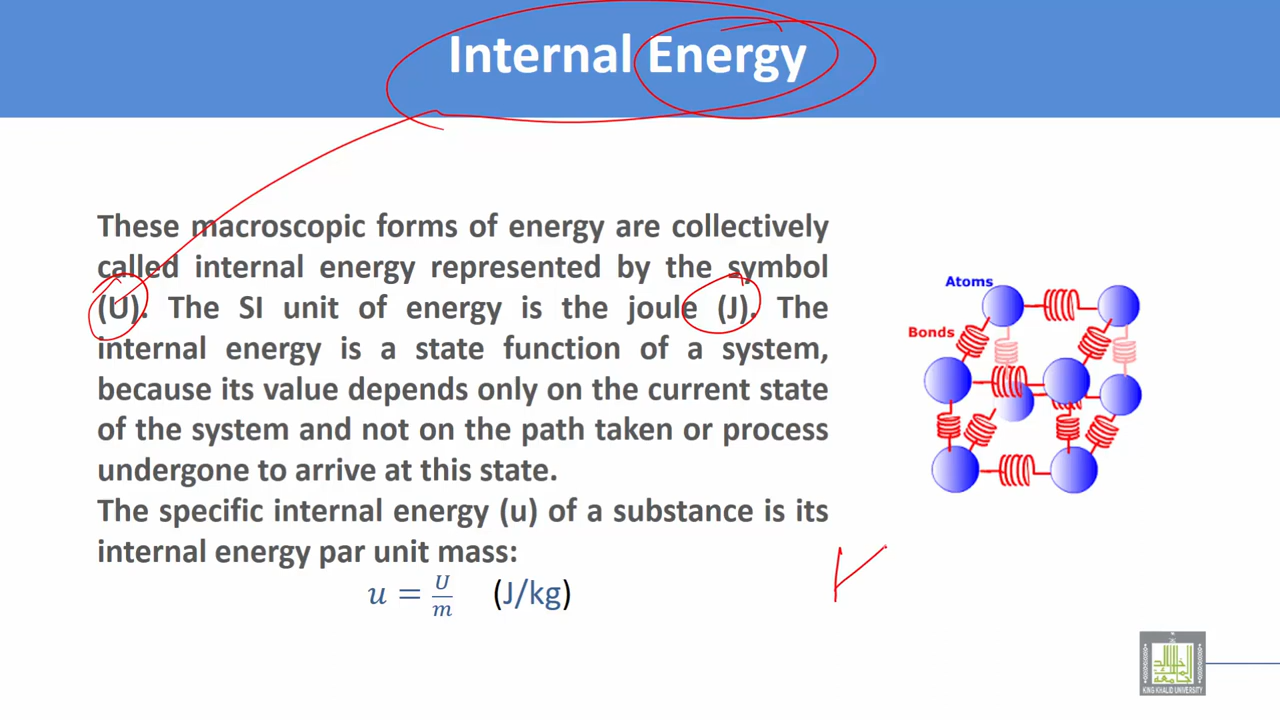 Internal Energy
These macroscopic forms of energy are collectively
called internal energy represented by the symbol
(U). The SI unit of energy is the joule (J). The
internal energy is a state function of a system,
because its value depends only on the current state
of the system and not on the path taken or process
undergone to arrive at this state.
The specific internal energy (u) of a substance is its
internal energy par unit mass:
u = U/m (J/kg)
Atoms
Bonds
KING KHALID UNIVERSITY